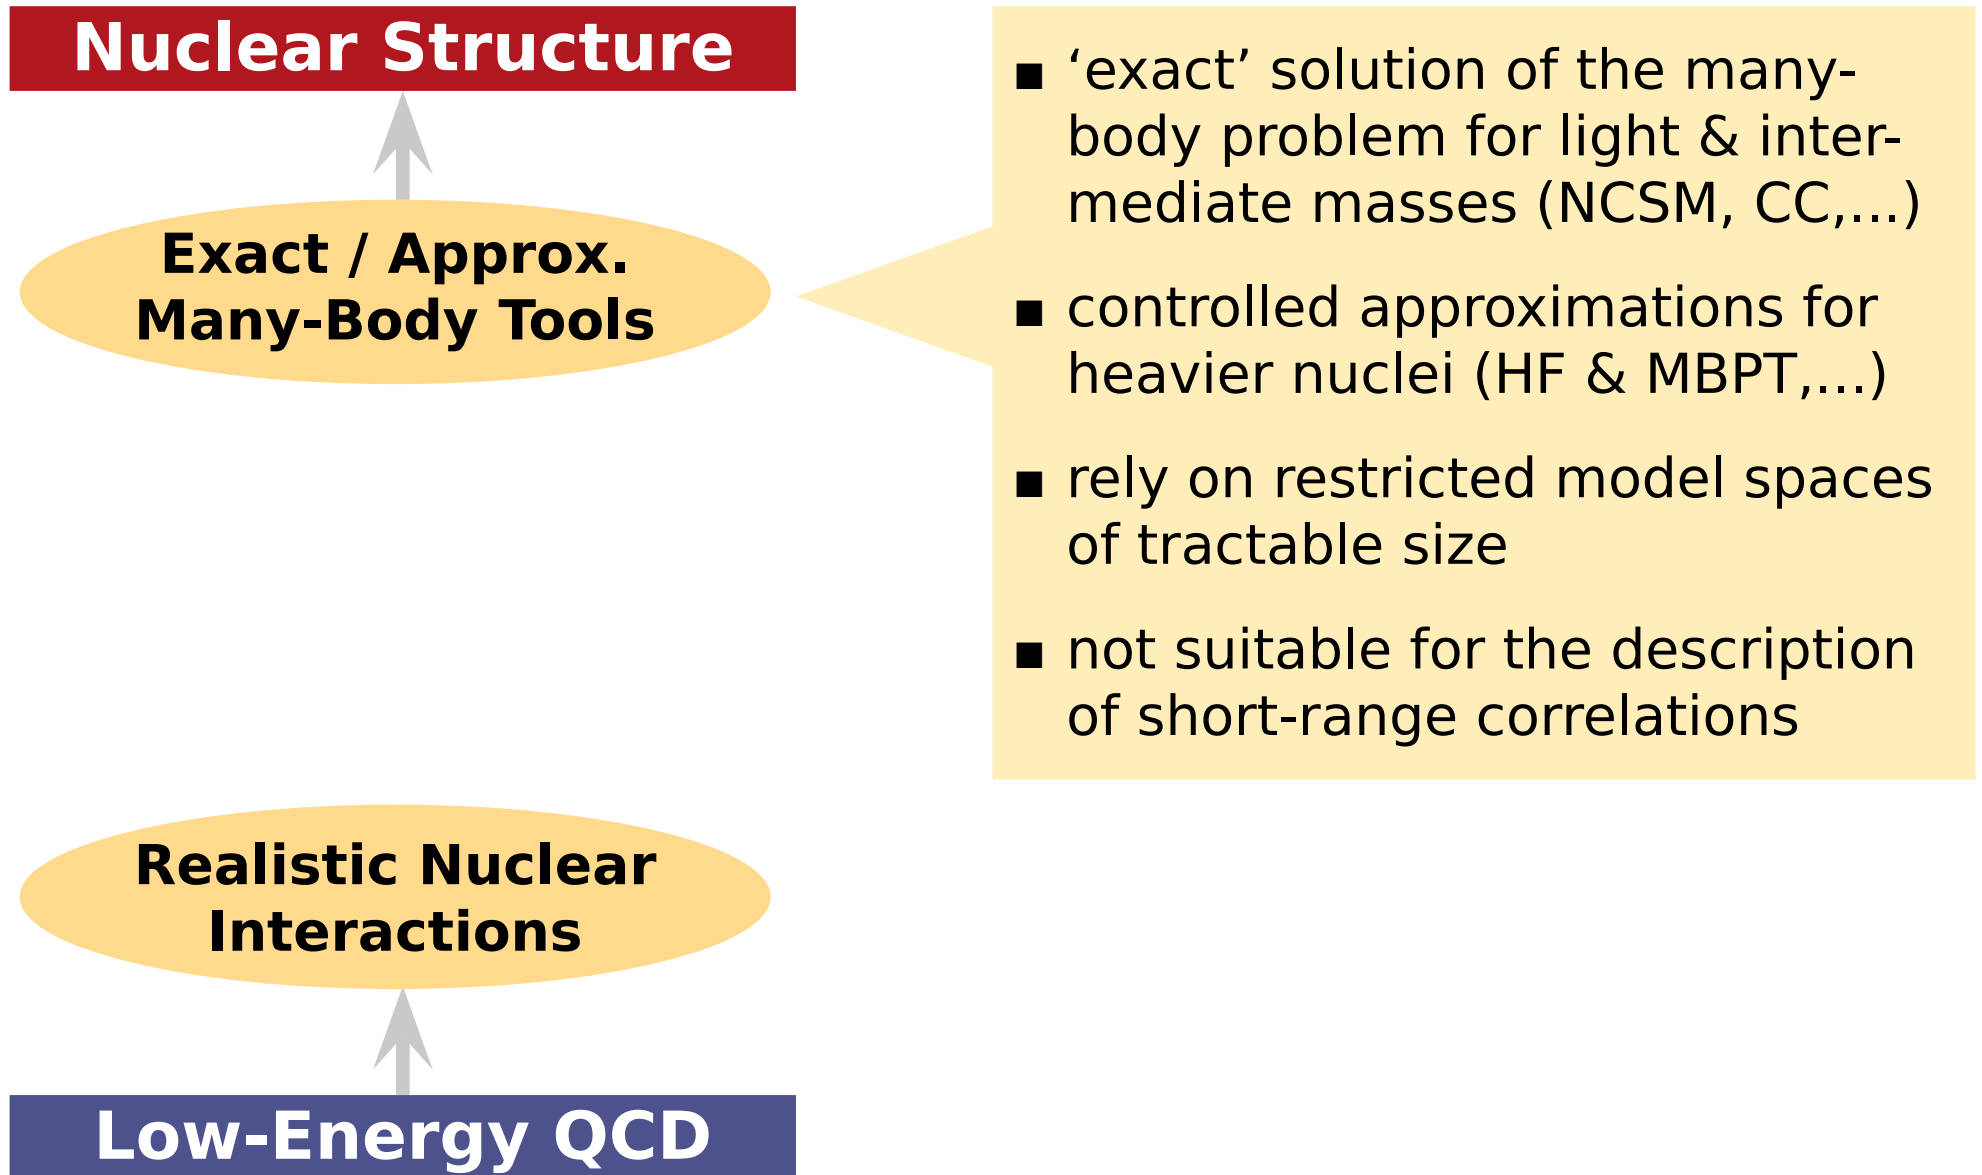 Nuclear Structure
Exact / Approx.
Many-Body Tools
Realistic Nuclear
Interactions
Low-Energy QCD
▪ ‘exact’ solution of the many-
body problem for light & inter-
mediate masses (NCSM, CC,...)
▪ controlled approximations for
heavier nuclei (HF & MBPT,...)
▪ rely on restricted model spaces
of tractable size
▪ not suitable for the description
of short-range correlations